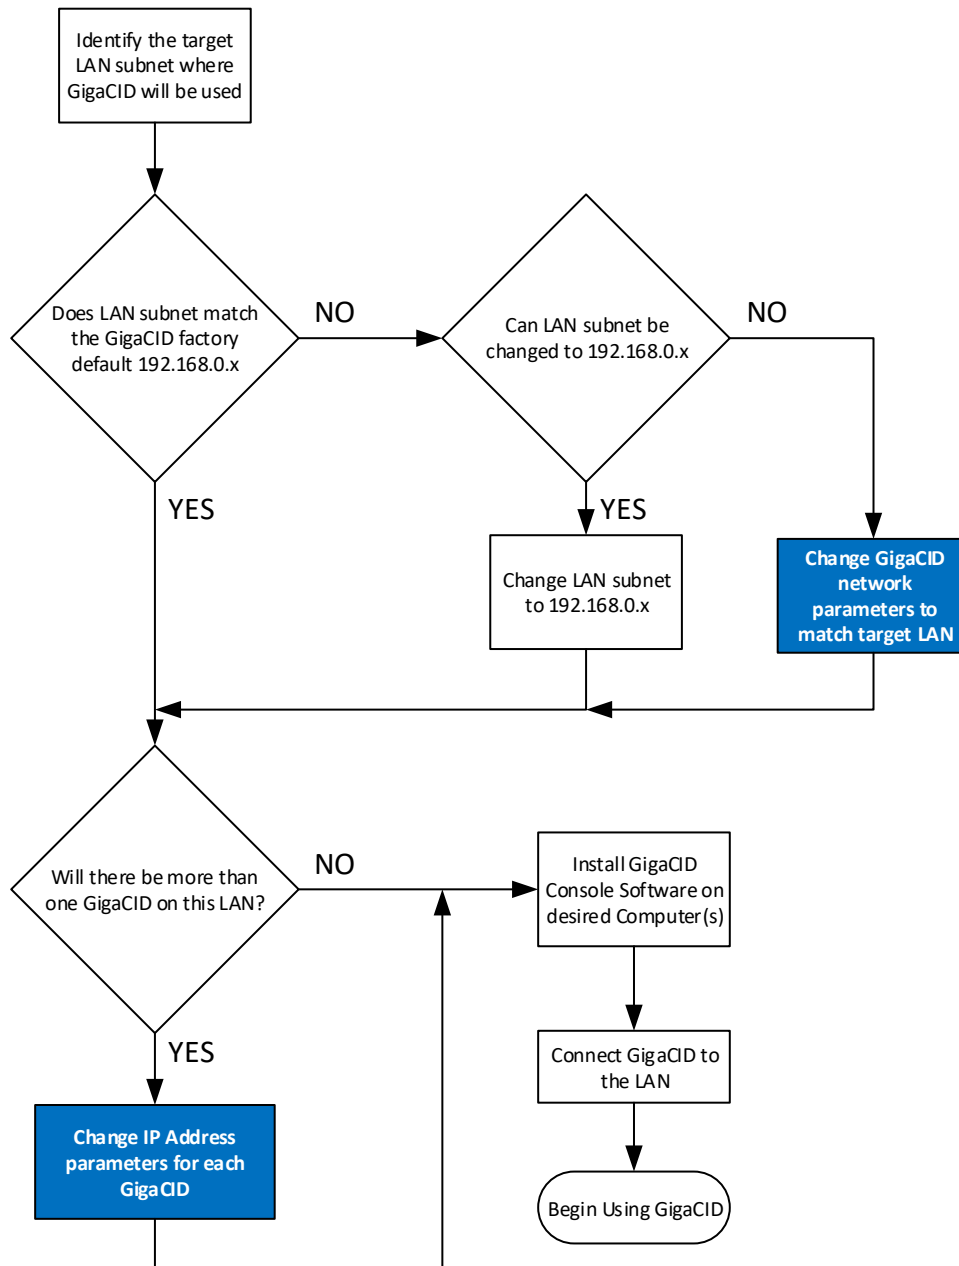 Identify the target
LAN subnet where
GigaCID will be used
Does LAN subnet match
the GigaCID factory
default 192.168.0.x
NO
Can LAN subnet be
changed to 192.168.0.x
NO
YES
YES
Change LAN subnet
to 192.168.0.x
Change GigaCID
network
parameters to
match target LAN
Will there be more than
one GigaCID on this LAN?
NO
Install GigaCID
Console Software on
desired Computer(s)
YES
Connect GigaCID to
the LAN
Change IP Address
parameters for each
GigaCID
Begin Using GigaCID